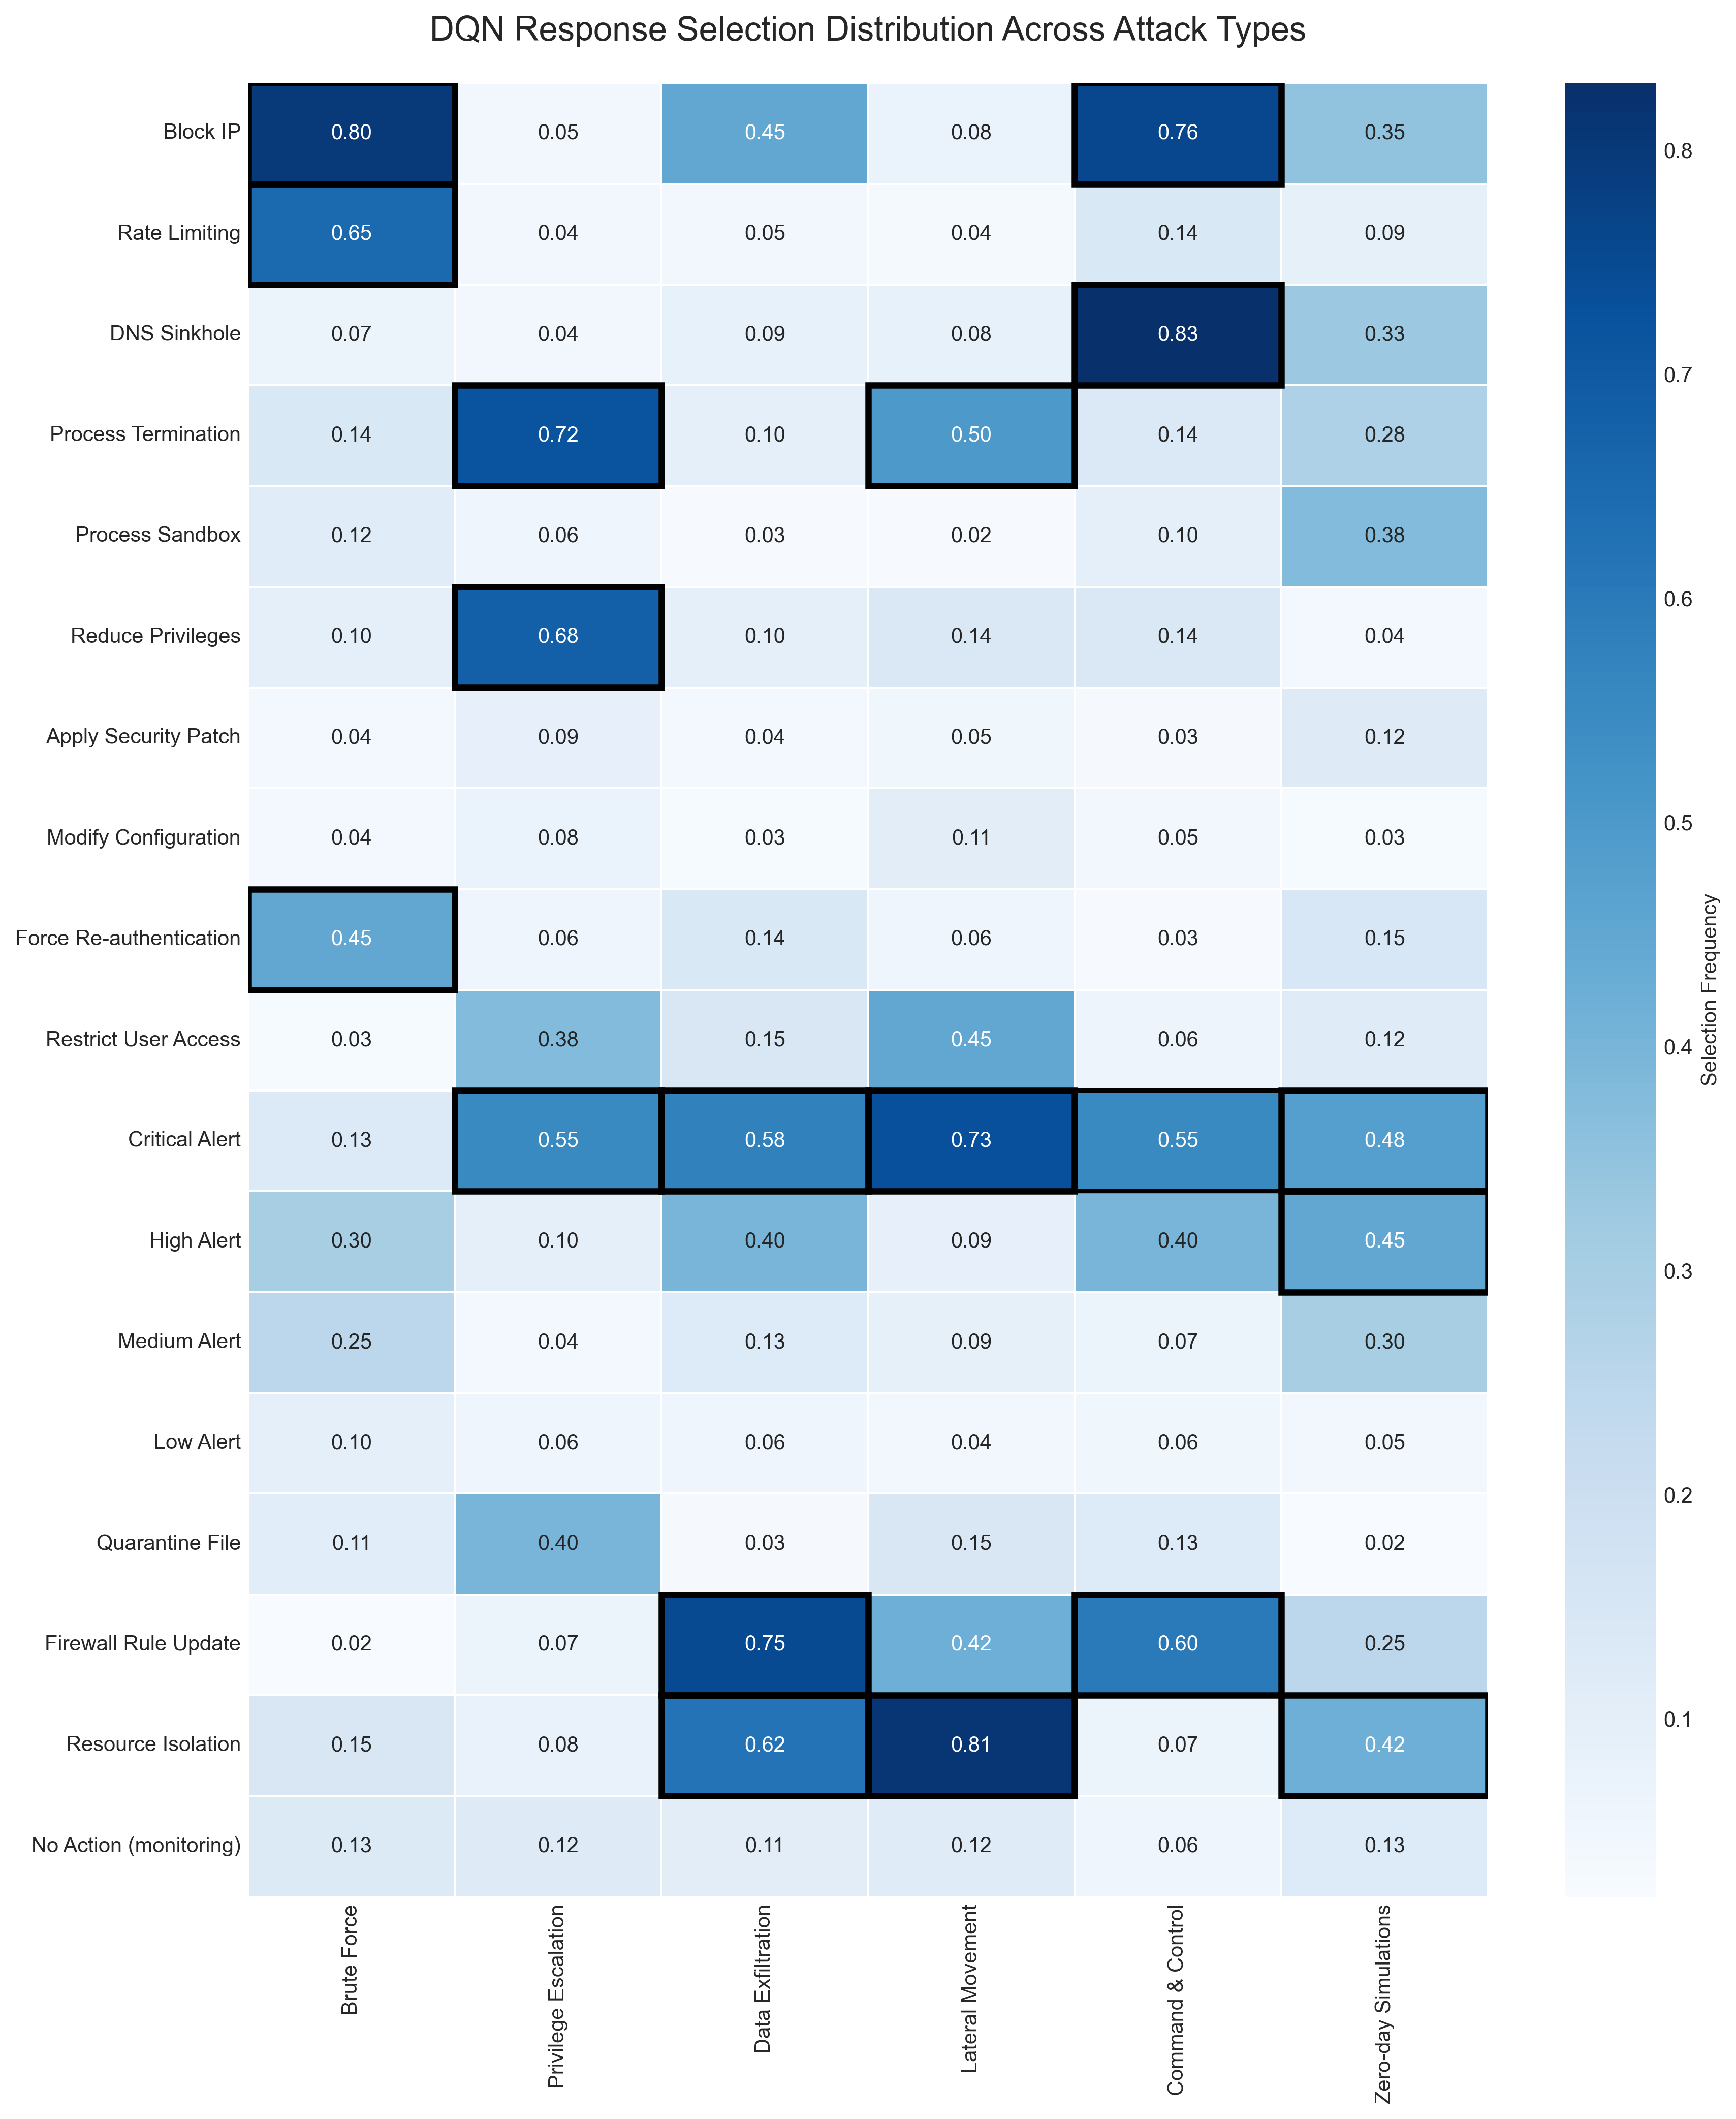 DQN Response Selection Distribution Across Attack Types
Block IP 0.80 0.05 0.45 0.08 0.76 0.35
Rate Limiting 0.65 0.04 0.05 0.04 0.14 0.09
DNS Sinkhole 0.07 0.04 0.09 0.08 0.83 0.33
Process Termination 0.14 0.72 0.10 0.50 0.14 0.28
Process Sandbox 0.12 0.06 0.03 0.02 0.10 0.38
Reduce Privileges 0.10 0.68 0.10 0.14 0.14 0.04
Apply Security Patch 0.04 0.09 0.04 0.05 0.03 0.12
Modify Configuration 0.04 0.08 0.03 0.11 0.05 0.03
Force Re-authentication 0.45 0.06 0.14 0.06 0.03 0.15
Restrict User Access 0.03 0.38 0.15 0.45 0.06 0.12
Critical Alert 0.13 0.55 0.58 0.73 0.55 0.48
High Alert 0.30 0.10 0.40 0.09 0.40 0.45
Medium Alert 0.25 0.04 0.13 0.09 0.07 0.30
Low Alert 0.10 0.06 0.06 0.04 0.06 0.05
Quarantine File 0.11 0.40 0.03 0.15 0.13 0.02
Firewall Rule Update 0.02 0.07 0.75 0.42 0.60 0.25
Resource Isolation 0.15 0.08 0.62 0.81 0.07 0.42
No Action (monitoring) 0.13 0.12 0.11 0.12 0.06 0.13
Brute Force
Privilege Escalation
Data Exfiltration
Lateral Movement
Command & Control
Zero-day Simulations
0.8
0.7
0.6
0.5
0.4
0.3
0.2
0.1
Selection Frequency